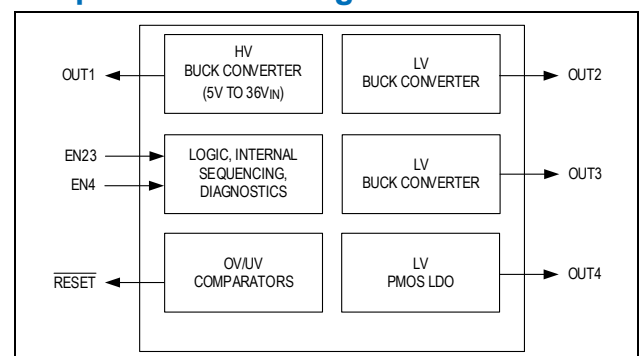 OUT1
HV
BUCK CONVERTER
(5V TO 36VIN)
LV
BUCK CONVERTER
OUT2
EN23
EN4
LOGIC, INTERNAL
SEQUENCING,
DIAGNOSTICS
LV
BUCK CONVERTER
OUT3
RESET
OV/UV
COMPARATORS
LV
PMOS LDO
OUT4